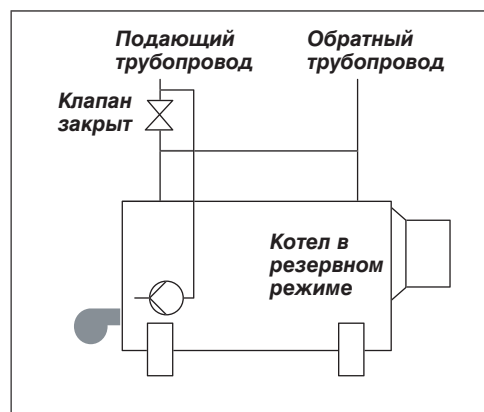 Подающий
трубопровод
Обратный
трубопровод
Клапан
закрыт
Котел в
резервном
режиме